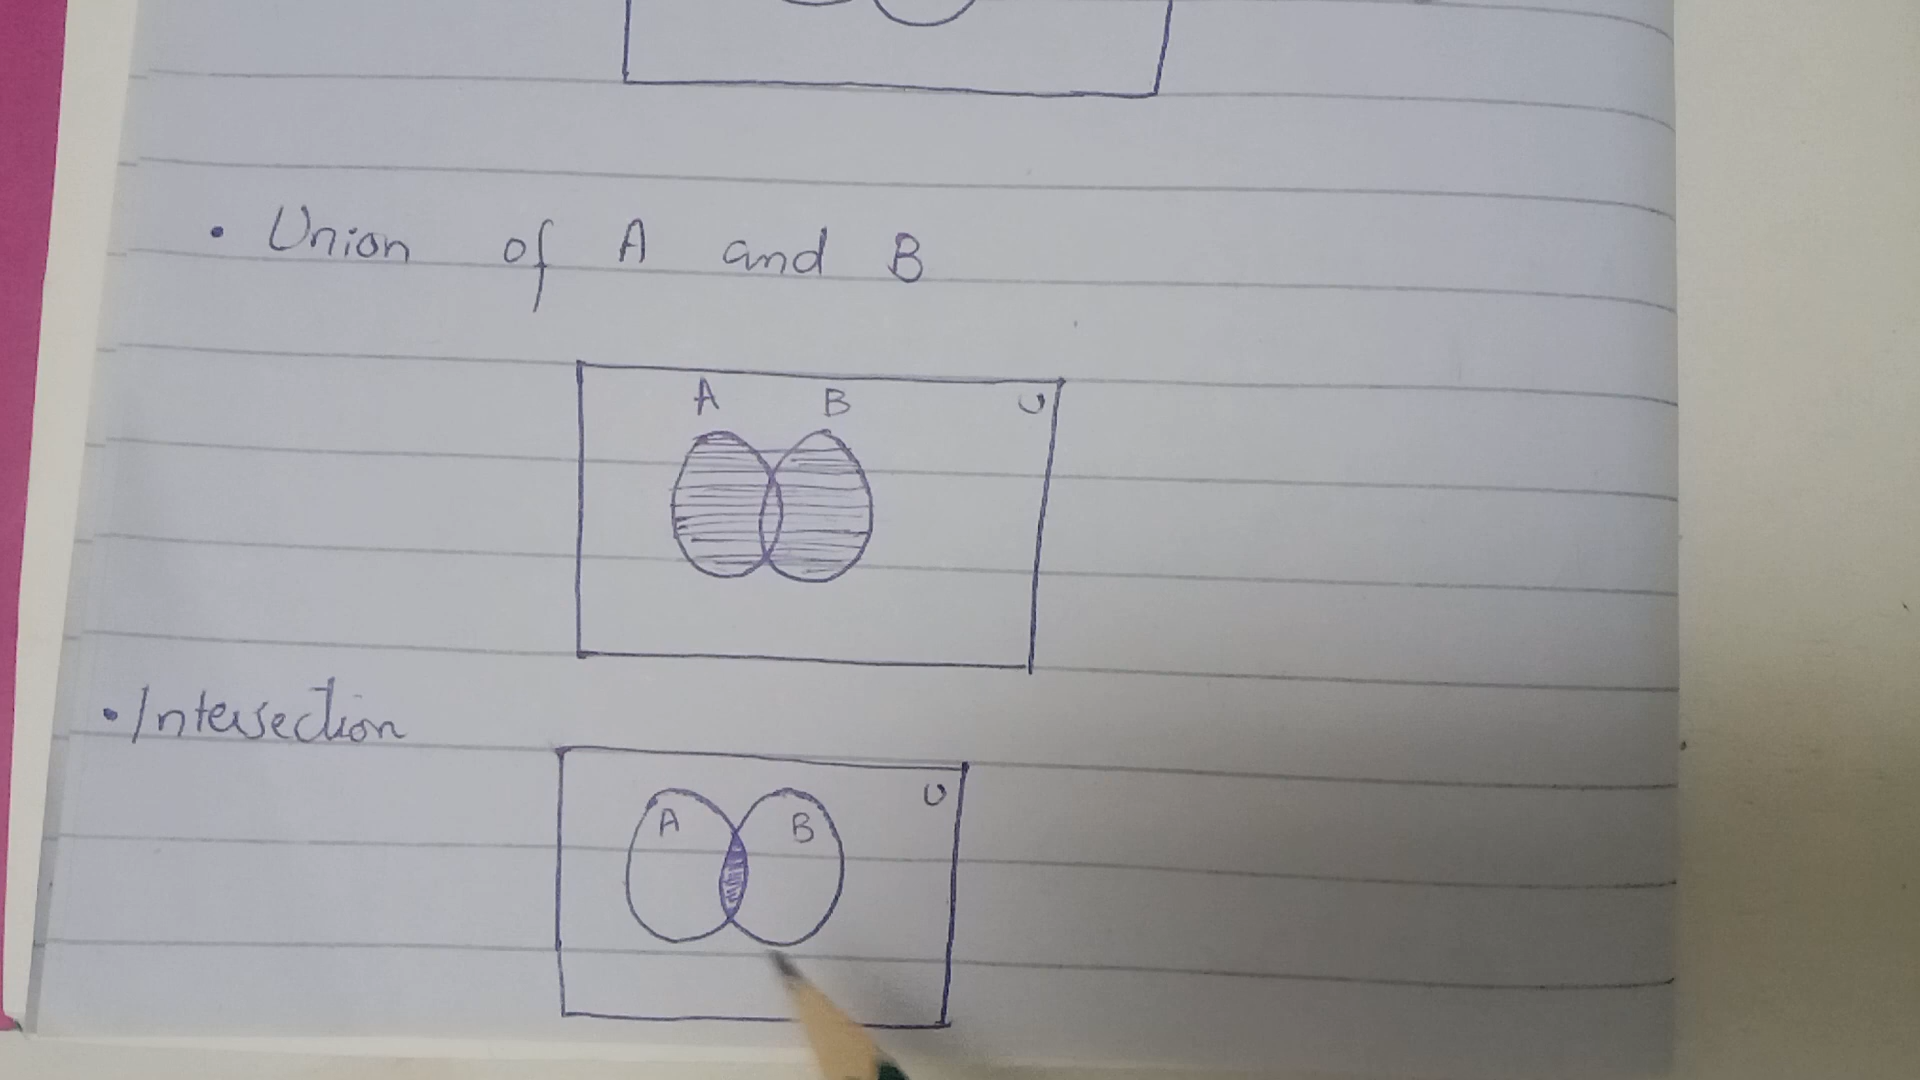 • Union of A and B
A B U
• Intersection
U
A B